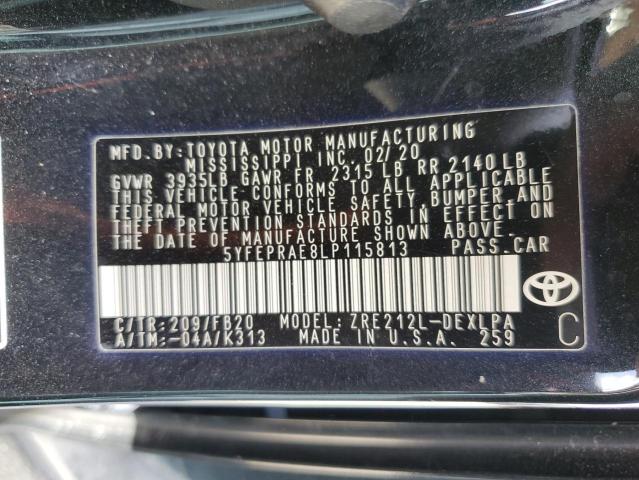 MFD.BY:TOYOTA MOTOR MANUFACTURING
MISSISSIPPI INC. 02/20
GVWR 3935LB GAWR FR 2315 LB RR 2140 LB
THIS VEHICLE CONFORMS TO ALL APPLICABLE
FEDERAL MOTOR VEHICLE SAFETY,BUMPER,AND
THEFT PREVENTION STANDARDS IN EFFECT ON
THE DATE OF MANUFACTURE SHOWN ABOVE.
5YFEPRAE8LP115813 PASS.CAR
C/TR:209/FB20 MODEL:ZRE212L-DEXLPA
A/TM:-04A/K313 MADE IN U.S.A. 259
C